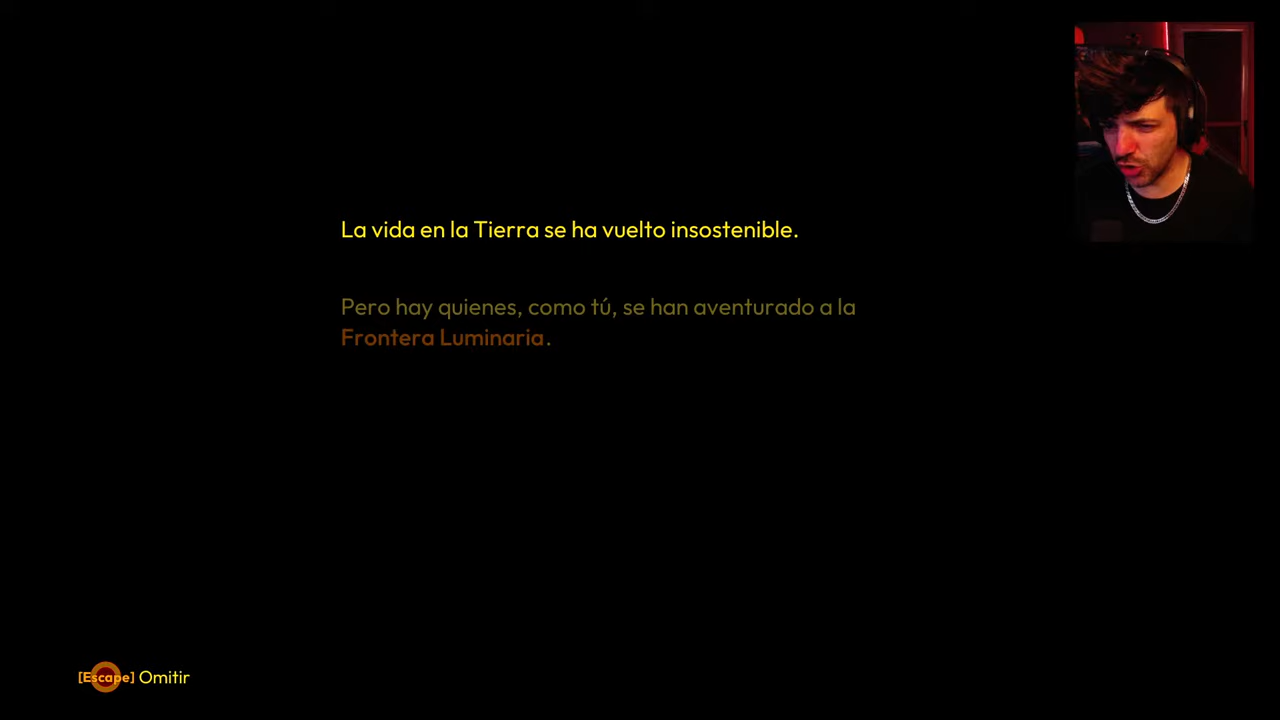 La vida en la Tierra se ha vuelto insostenible.
Pero hay quienes, como tú, se han aventurado a la
Frontera Luminaria.
[Escape] Omitir